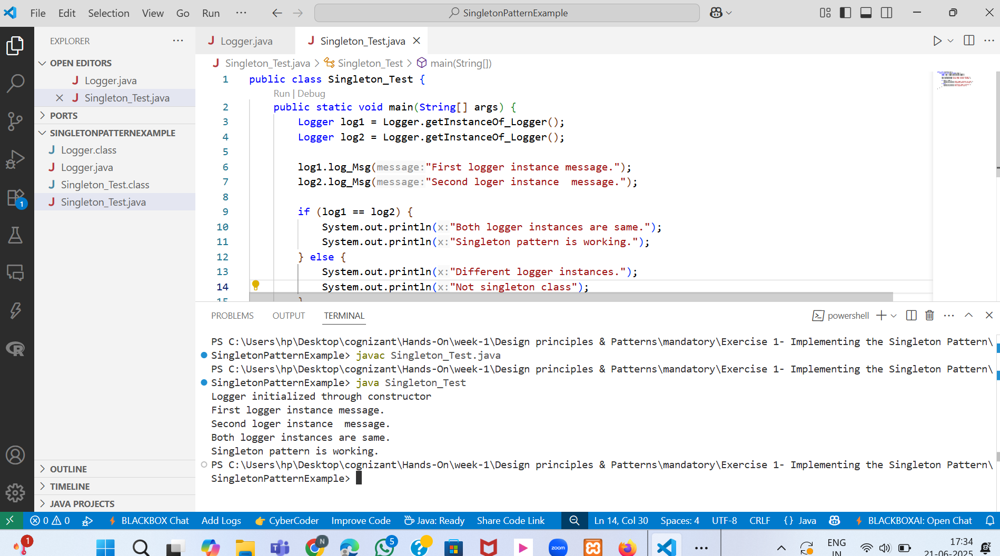 File Edit Selection View Go Run ··· SingletonPatternExample
EXPLORER ···
OPEN EDITORS
J Logger.java
J Singleton_Test.java
PORTS
SINGLETONPATTERNEXAMPLE
J Logger.class
J Logger.java
J Singleton_Test.class
J Singleton_Test.java
1
OUTLINE
TIMELINE
JAVA PROJECTS
J Logger.java J Singleton_Test.java
J Singleton_Test.java > Singleton_Test > main(String[])
1 public class Singleton_Test {
Run | Debug
2 public static void main(String[] args) {
3 Logger log1 = Logger.getInstanceOf_Logger();
4 Logger log2 = Logger.getInstanceOf_Logger();
5
6 log1.log_Msg(message:"First logger instance message.");
7 log2.log_Msg(message:"Second loger instance  message.");
8
9 if (log1 == log2) {
10 System.out.println(x:"Both logger instances are same.");
11 System.out.println(x:"Singleton pattern is working.");
12 } else {
13 System.out.println(x:"Different logger instances.");
14 System.out.println(x:"Not singleton class");
15 }
PROBLEMS OUTPUT TERMINAL powershell
PS C:\Users\hp\Desktop\cognizant\Hands-On\week-1\Design principles & Patterns\mandatory\Exercise 1- Implementing the Singleton Pattern\
SingletonPatternExample> javac Singleton_Test.java
PS C:\Users\hp\Desktop\cognizant\Hands-On\week-1\Design principles & Patterns\mandatory\Exercise 1- Implementing the Singleton Pattern\
SingletonPatternExample> java Singleton_Test
Logger initialized through constructor
First logger instance message.
Second loger instance  message.
Both logger instances are same.
Singleton pattern is working.
PS C:\Users\hp\Desktop\cognizant\Hands-On\week-1\Design principles & Patterns\mandatory\Exercise 1- Implementing the Singleton Pattern\
SingletonPatternExample>
0 0 BLACKBOX Chat Add Logs CyberCoder Improve Code Java: Ready Share Code Link Ln 14, Col 30 Spaces: 4 UTF-8 CRLF {} Java BLACKBOXAI: Open Chat
1 N 5 zoom ENG 17:34
IN 21-06-2025